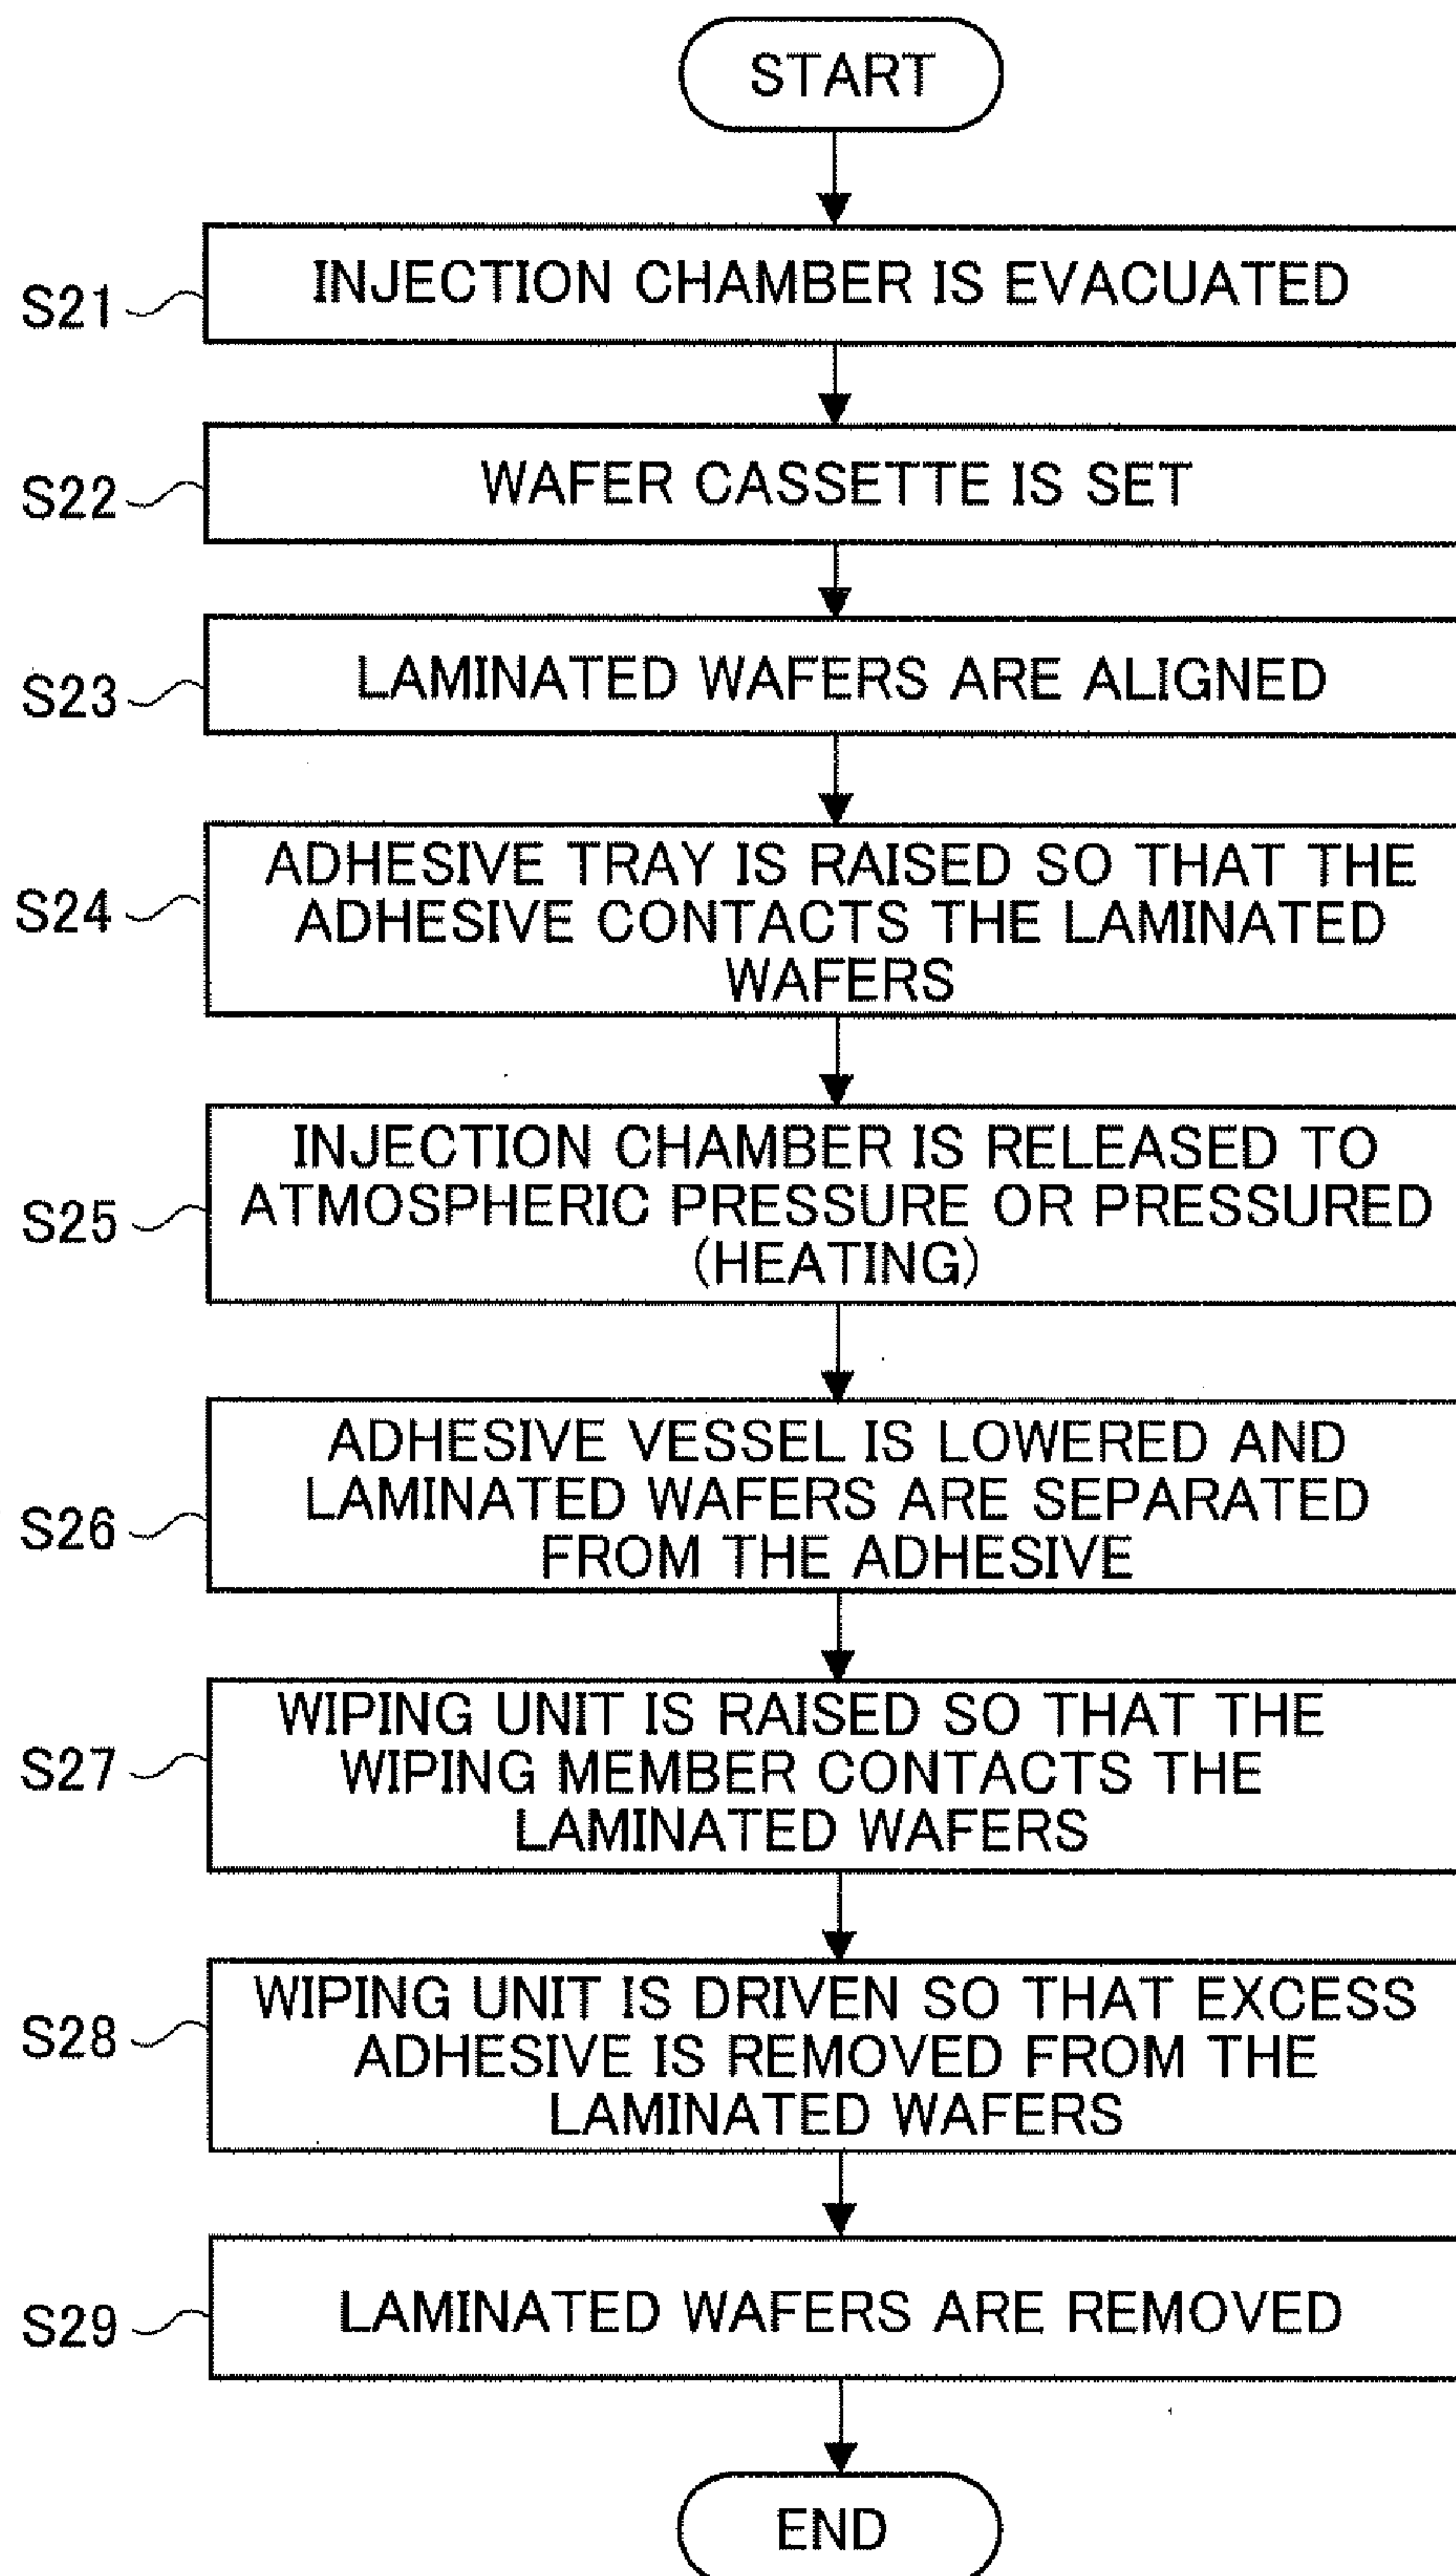 START
S21
INJECTION CHAMBER IS EVACUATED
S22
WAFER CASSETTE IS SET
S23
LAMINATED WAFERS ARE ALIGNED
S24
ADHESIVE TRAY IS RAISED SO THAT THE
ADHESIVE CONTACTS THE LAMINATED
WAFERS
S25
INJECTION CHAMBER IS RELEASED TO
ATMOSPHERIC PRESSURE OR PRESSURED
(HEATING)
S26
ADHESIVE VESSEL IS LOWERED AND
LAMINATED WAFERS ARE SEPARATED
FROM THE ADHESIVE
S27
WIPING UNIT IS RAISED SO THAT THE
WIPING MEMBER CONTACTS THE
LAMINATED WAFERS
S28
WIPING UNIT IS DRIVEN SO THAT EXCESS
ADHESIVE IS REMOVED FROM THE
LAMINATED WAFERS
S29
LAMINATED WAFERS ARE REMOVED
END